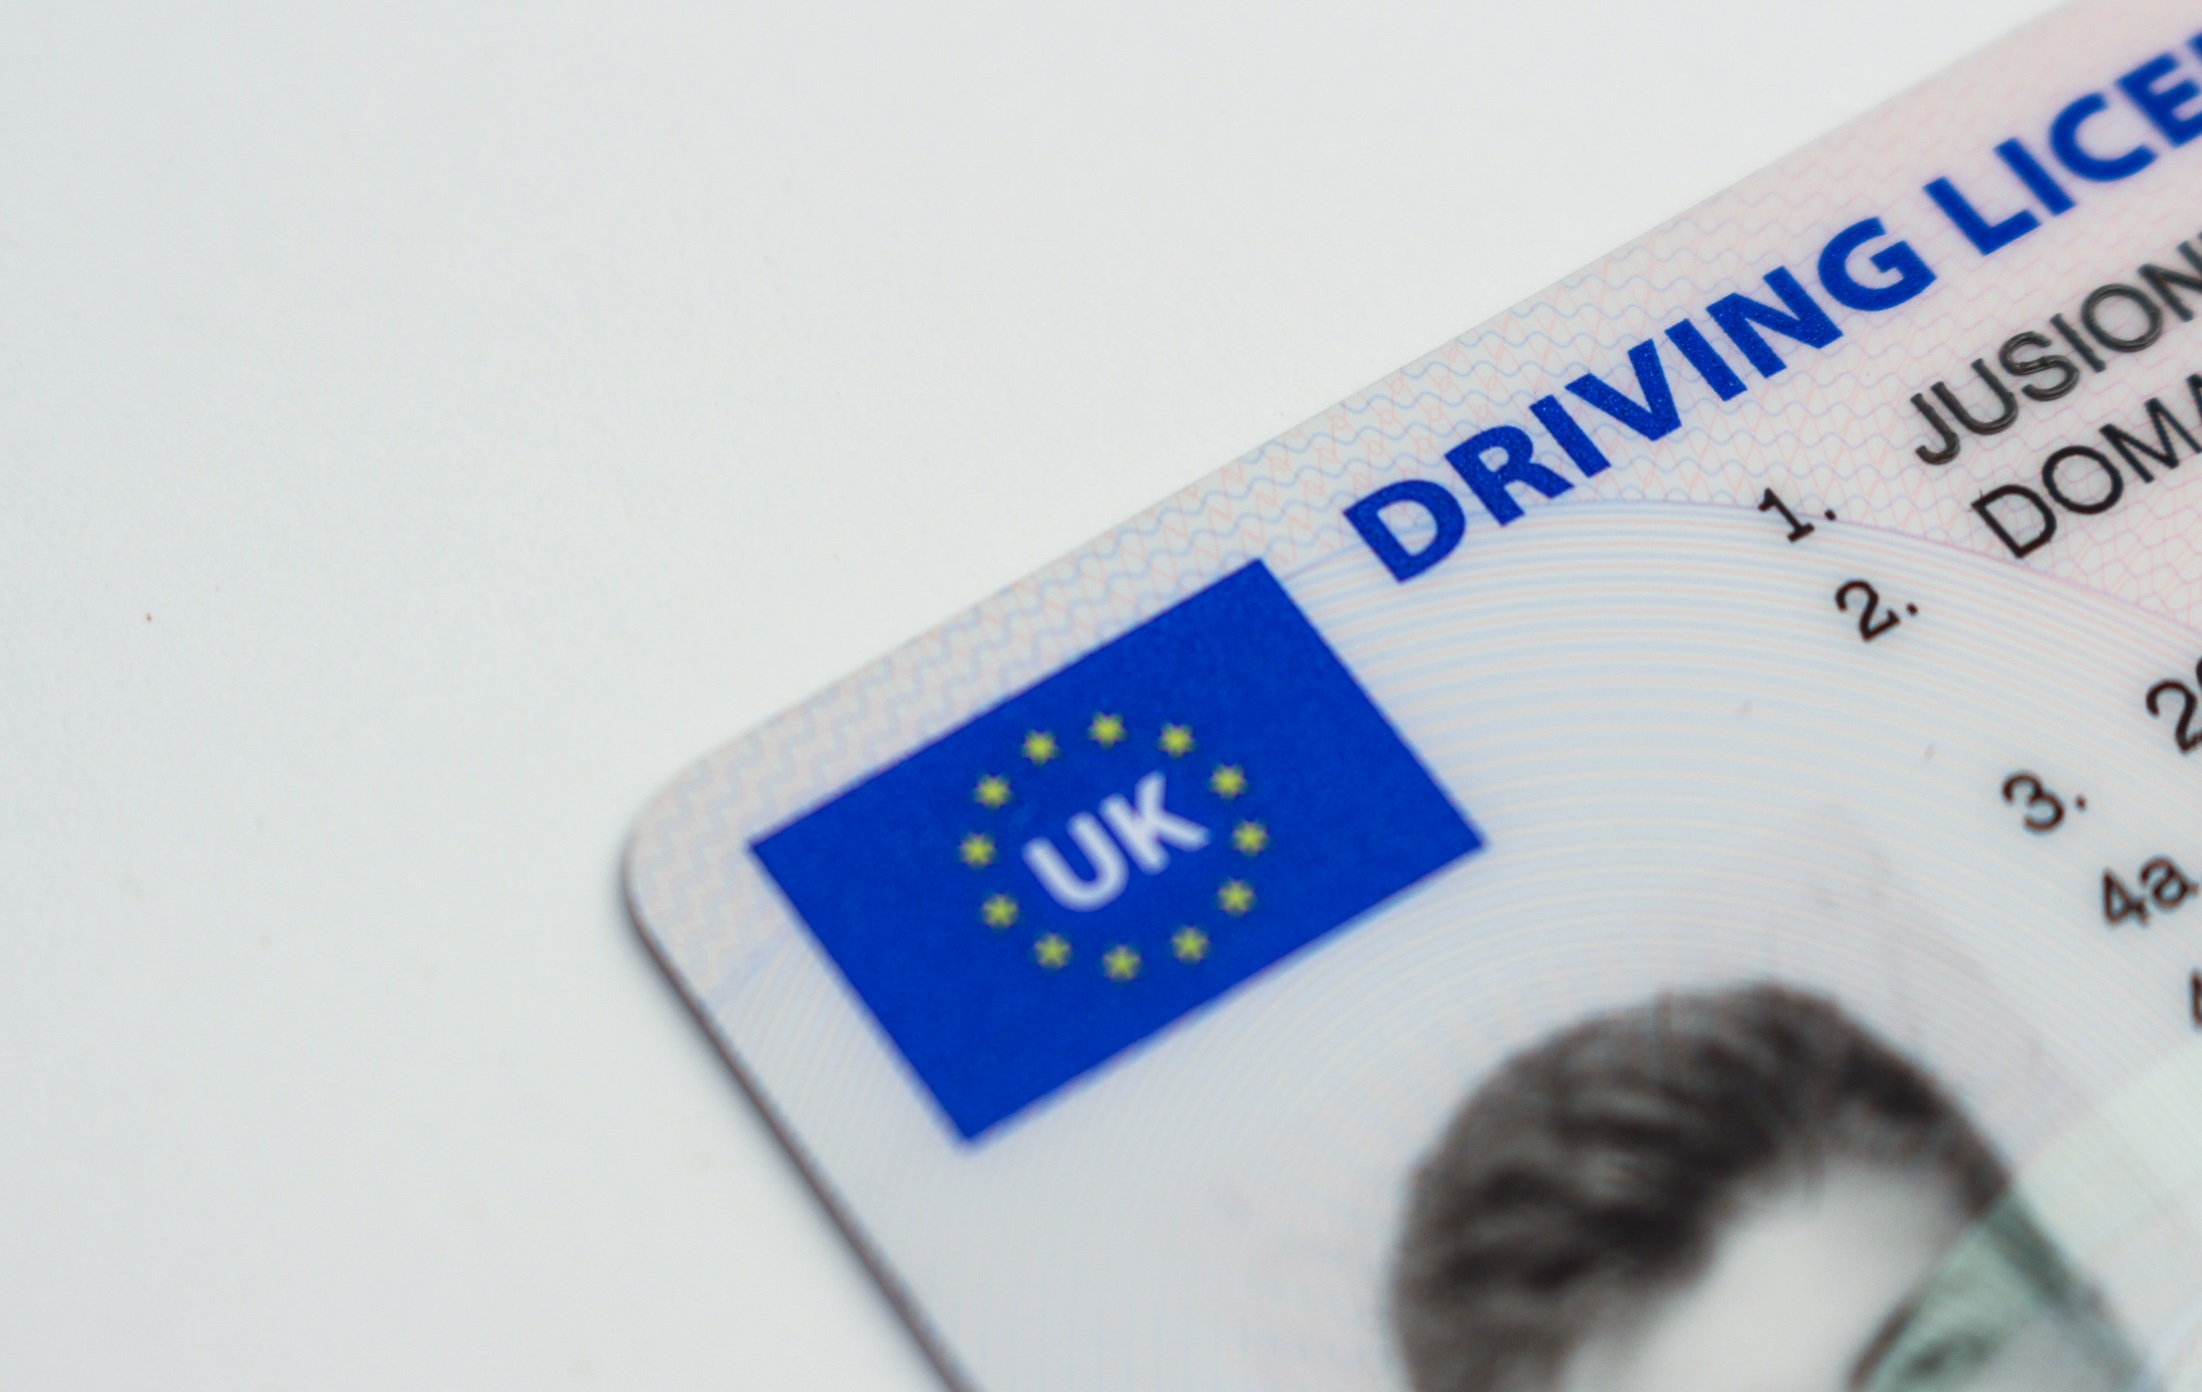 DRIVING LICE
1. JUSION
2. DOMA
UK
3.
4a